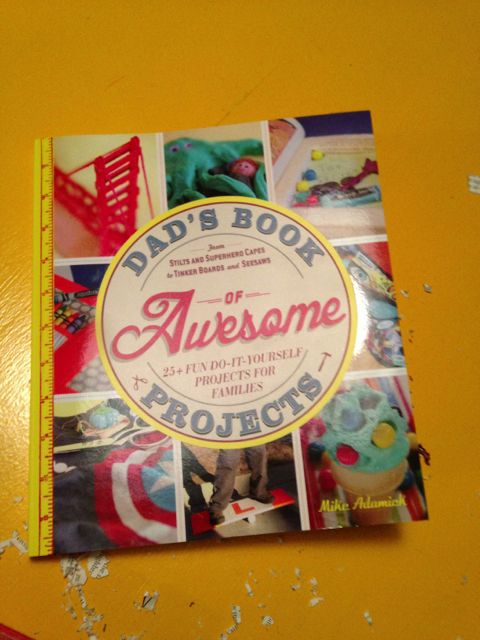 DAD'S BOOK
From
STILTS AND SUPERHERO CAPES
to TINKER BOARDS and SEESAWS
OF
Awesome
25+ FUN DO-IT-YOURSELF
PROJECTS FOR
FAMILIES
PROJECTS
Mike Adamick